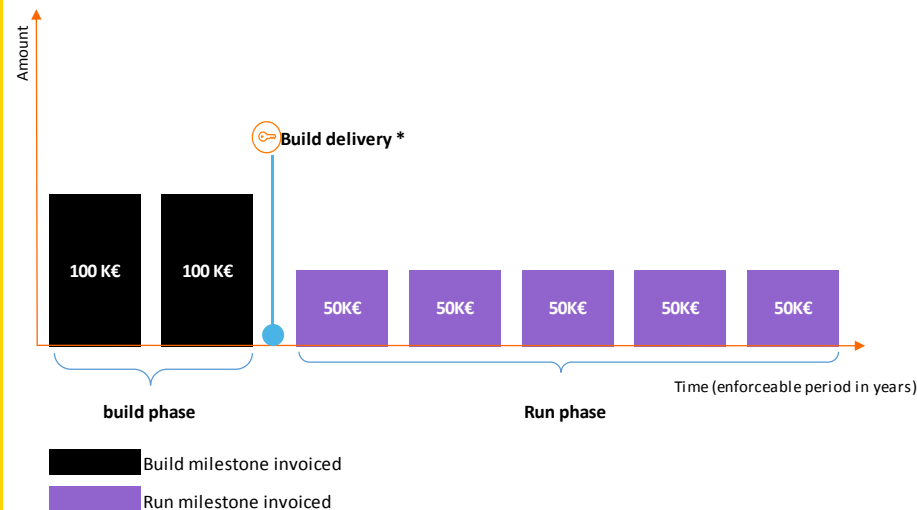 Amount
Build delivery *
100 K€ 100 K€
50K€ 50K€ 50K€ 50K€ 50K€
Time (enforceable period in years)
build phase Run phase
Build milestone invoiced
Run milestone invoiced